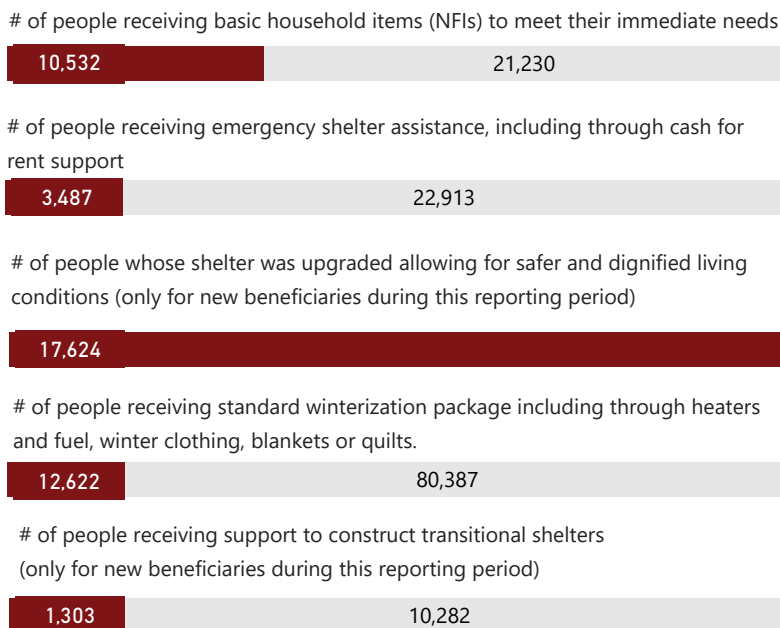 # of people receiving basic household items (NFIs) to meet their immediate needs
10,532 21,230
# of people receiving emergency shelter assistance, including through cash for
rent support
3,487 22,913
# of people whose shelter was upgraded allowing for safer and dignified living
conditions (only for new beneficiaries during this reporting period)
17,624
# of people receiving standard winterization package including through heaters
and fuel, winter clothing, blankets or quilts.
12,622 80,387
# of people receiving support to construct transitional shelters
(only for new beneficiaries during this reporting period)
1,303 10,282